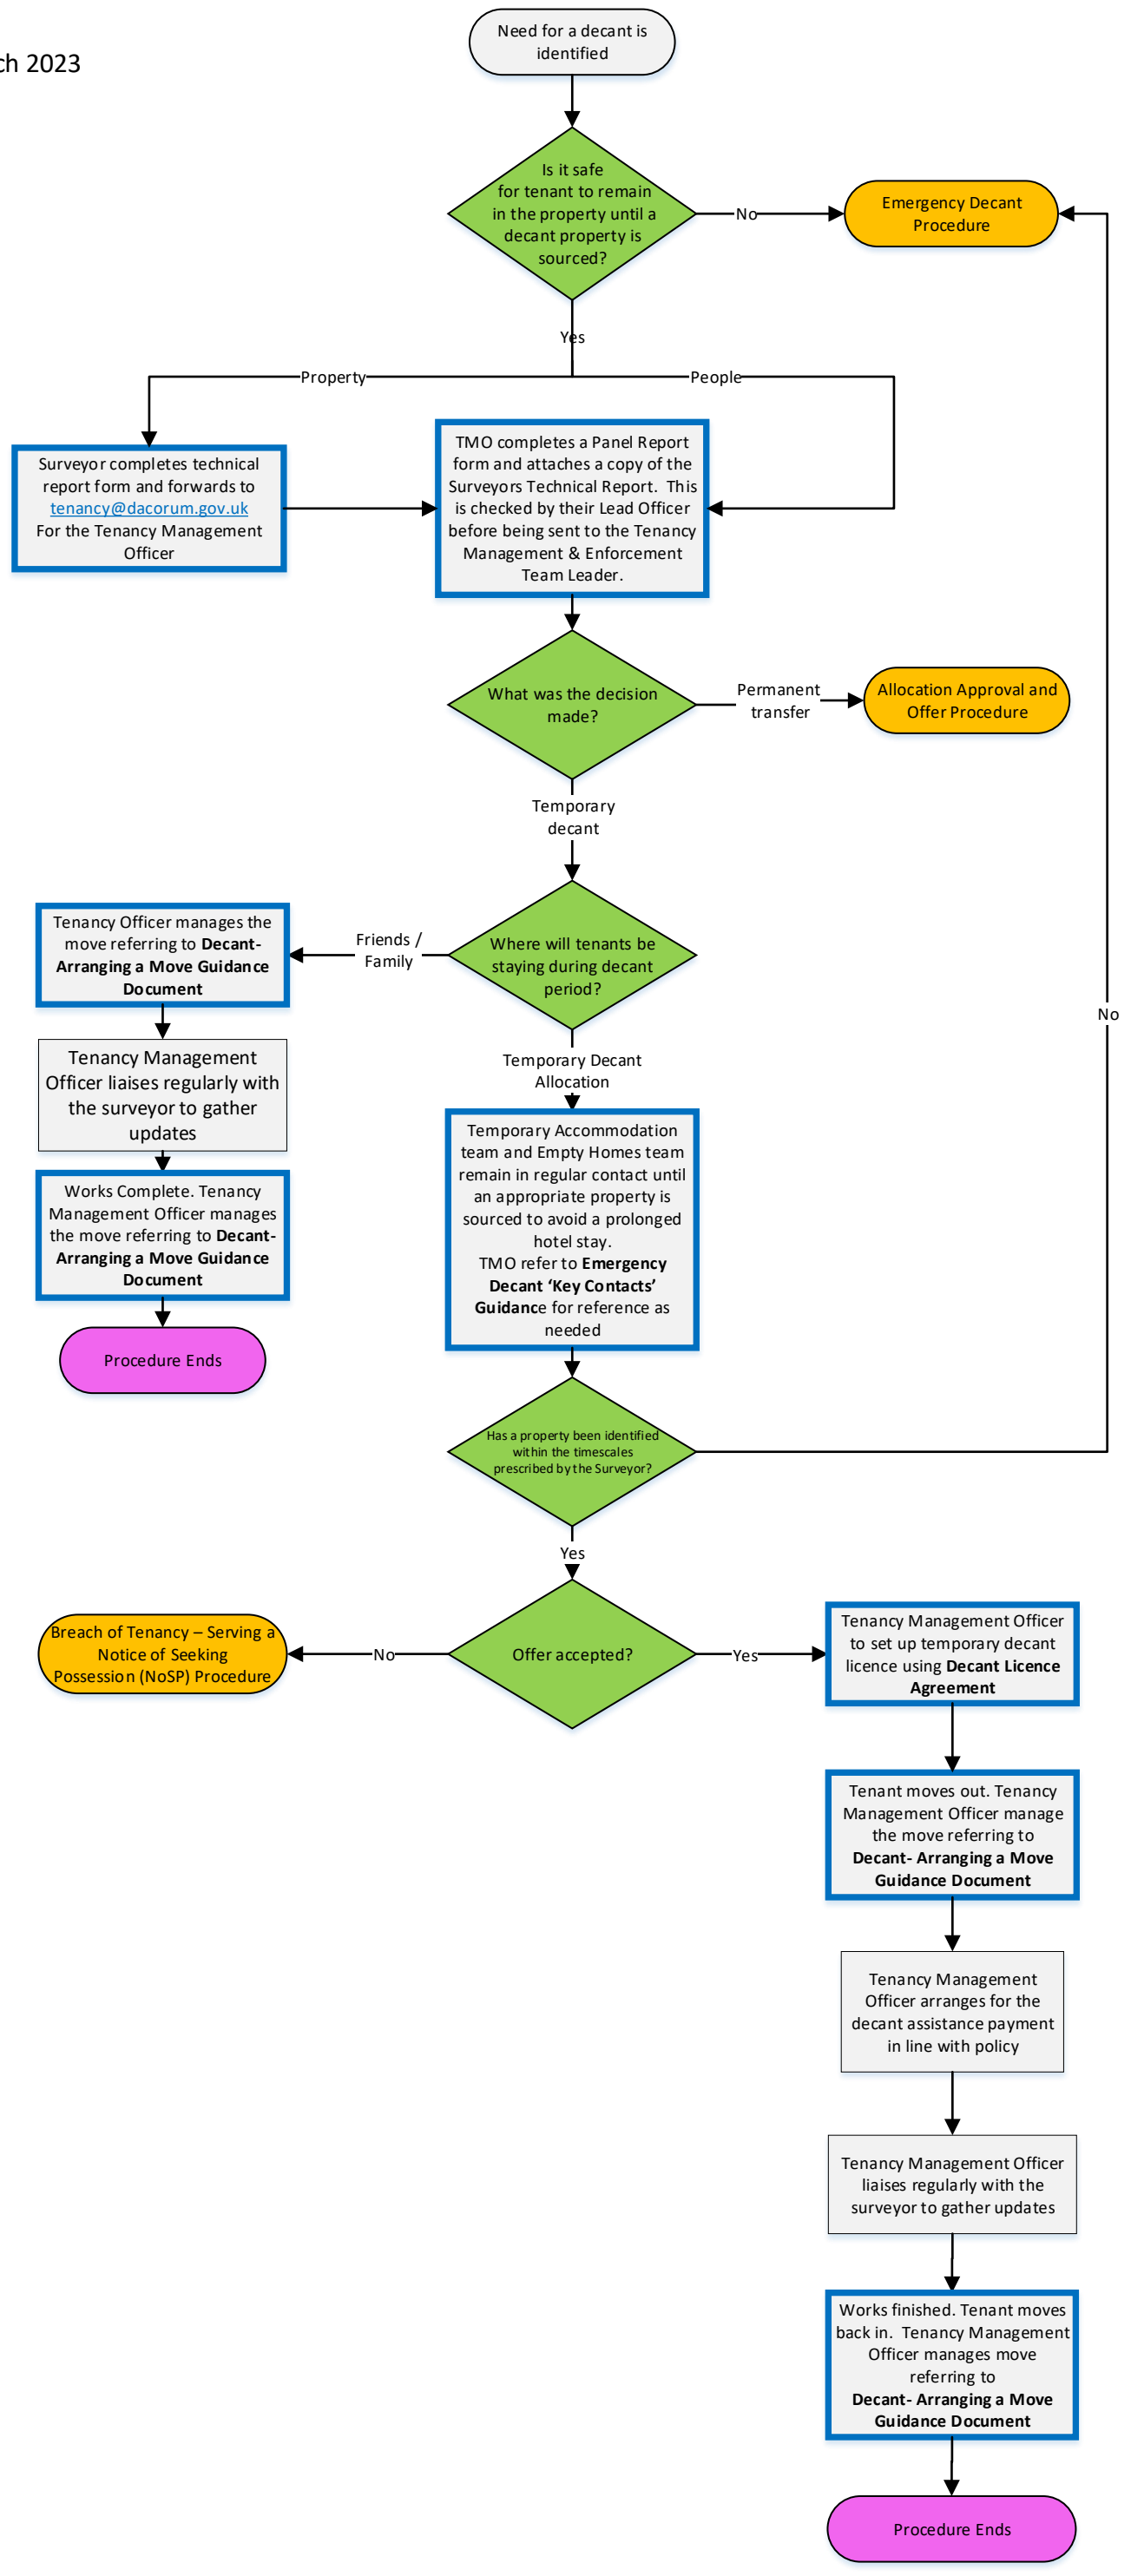 Need for a decant is
identified
ch 2023
Is it safe
for tenant to remain
in the property until a
decant property is
sourced?
No
Emergency Decant
Procedure
Yes
Property
People
Surveyor completes technical
report form and forwards to
tenancy@dacorum.gov.uk
For the Tenancy Management
Officer
TMO completes a Panel Report
form and attaches a copy of the
Surveyors Technical Report. This
is checked by their Lead Officer
before being sent to the Tenancy
Management & Enforcement
Team Leader.
What was the decision
made?
Permanent
transfer
Allocation Approval and
Offer Procedure
Temporary
decant
Where will tenants be
staying during decant
period?
Friends /
Family
Tenancy Officer manages the
move referring to Decant-
Arranging a Move Guidance
Document
Tenancy Management
Officer liaises regularly with
the surveyor to gather
updates
Works Complete. Tenancy
Management Officer manages
the move referring to Decant-
Arranging a Move Guidance
Document
Procedure Ends
No
Temporary Decant
Allocation
Temporary Accommodation
team and Empty Homes team
remain in regular contact until
an appropriate property is
sourced to avoid a prolonged
hotel stay.
TMO refer to Emergency
Decant ‘Key Contacts’
Guidance for reference as
needed
Has a property been identified
within the timescales
prescribed by the Surveyor?
Yes
Offer accepted?
No
Breach of Tenancy – Serving a
Notice of Seeking
Possession (NoSP) Procedure
Yes
Tenancy Management Officer
to set up temporary decant
licence using Decant Licence
Agreement
Tenant moves out. Tenancy
Management Officer manage
the move referring to
Decant- Arranging a Move
Guidance Document
Tenancy Management
Officer arranges for the
decant assistance payment
in line with policy
Tenancy Management Officer
liaises regularly with the
surveyor to gather updates
Works finished. Tenant moves
back in. Tenancy Management
Officer manages move
referring to
Decant- Arranging a Move
Guidance Document
Procedure Ends